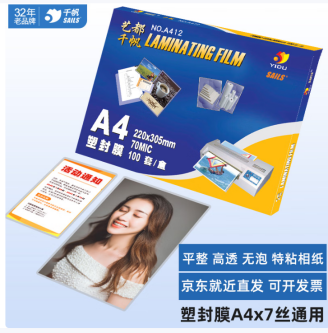 32年
老品牌
千帆
SAILS
艺都
千帆
NO.A412
LAMINATING FILM
YIDU
SAILS
A4
220x305mm
70MIC
塑封膜
100 套/盒
活动通知
平整 高透 无泡 特粘相纸
京东就近直发 可开发票
塑封膜A4x7丝通用